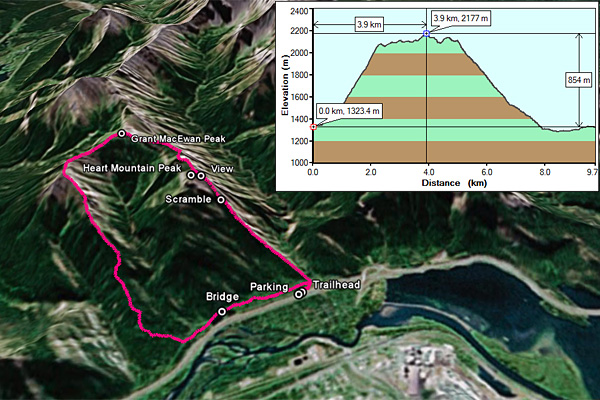 2400
2200
2000
1800
1600
1400
1200
1000
Elevation (m)
3.9 km
3.9 km, 2177 m
854 m
0.0 km, 1323.4 m
0.0 2.0 4.0 6.0 8.0 9.7
Distance (km)
Grant MacEwan Peak
Heart Mountain Peak
View
Scramble
Parking
Trailhead
Bridge